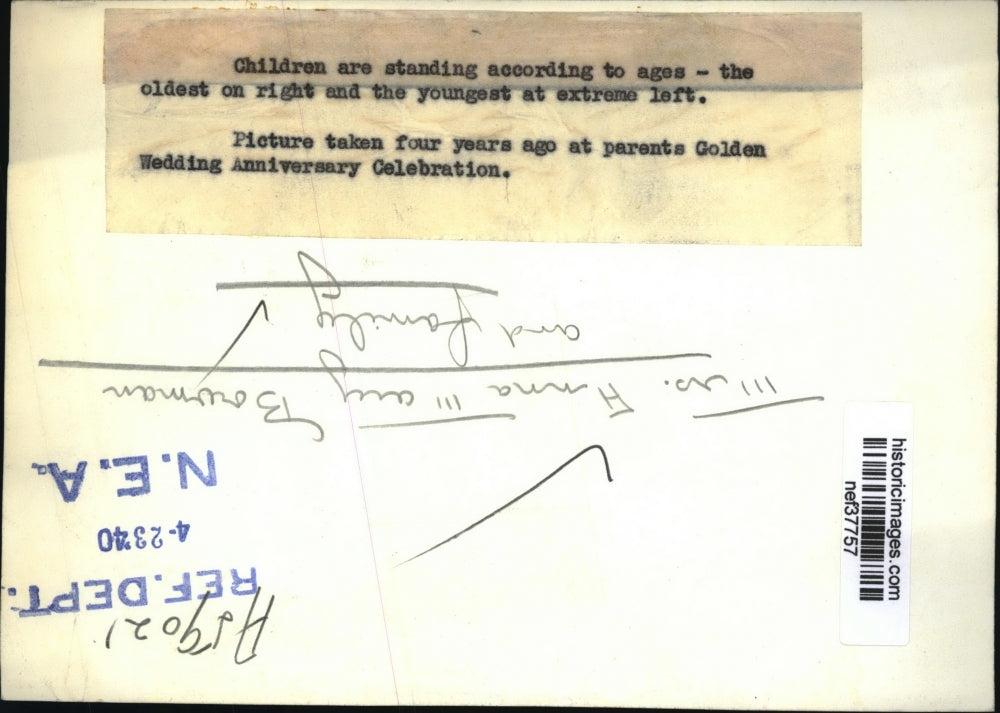 Children are standing according to ages - the
oldest on right and the youngest at extreme left.
Picture taken four years ago at parents Golden
Wedding Anniversary Celebration.
Mrs. Anna Mary Bowman
and family
N.E.A.
4-23-40
REF. DEPT.
historicimages.com
nef37757